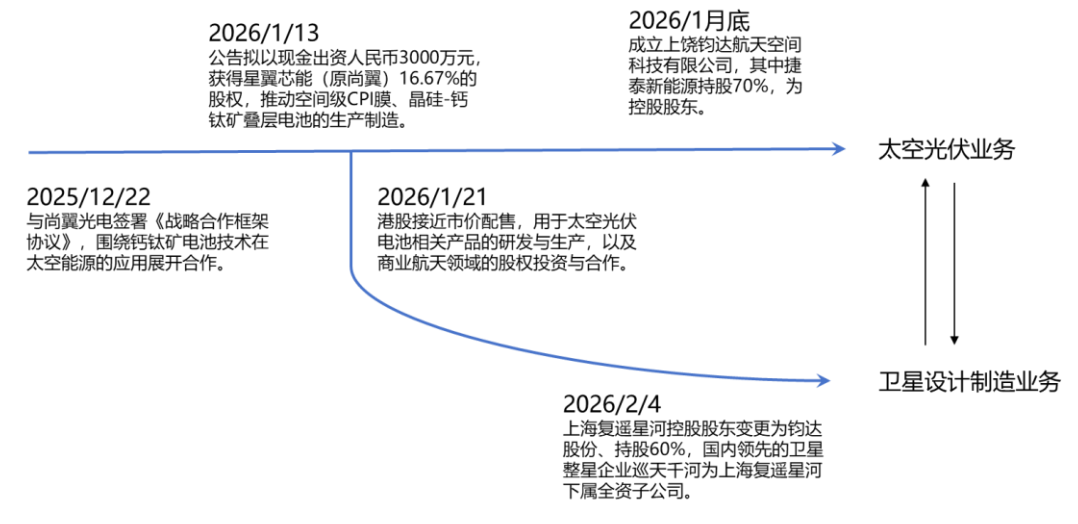 2026/1/13
公告拟以现金出资人民币3000万元，
获得星翼芯能（原尚翼）16.67%的
股权，推动空间级CPI膜、晶硅-钙
钛矿叠层电池的生产制造。
2026/1月底
成立上饶钧达航天空间
科技有限公司，其中捷
泰新能源持股70%，为
控股股东。
太空光伏业务
2025/12/22
与尚翼光电签署《战略合作框架
协议》，围绕钙钛矿电池技术在
太空能源的应用展开合作。
2026/1/21
港股接近市价配售，用于太空光伏
电池相关产品的研发与生产，以及
商业航天领域的股权投资与合作。
卫星设计制造业务
2026/2/4
上海复遥星河控股股东变更为钧达
股份、持股60%，国内领先的卫星
整星企业巡天千河为上海复遥星河
下属全资子公司。